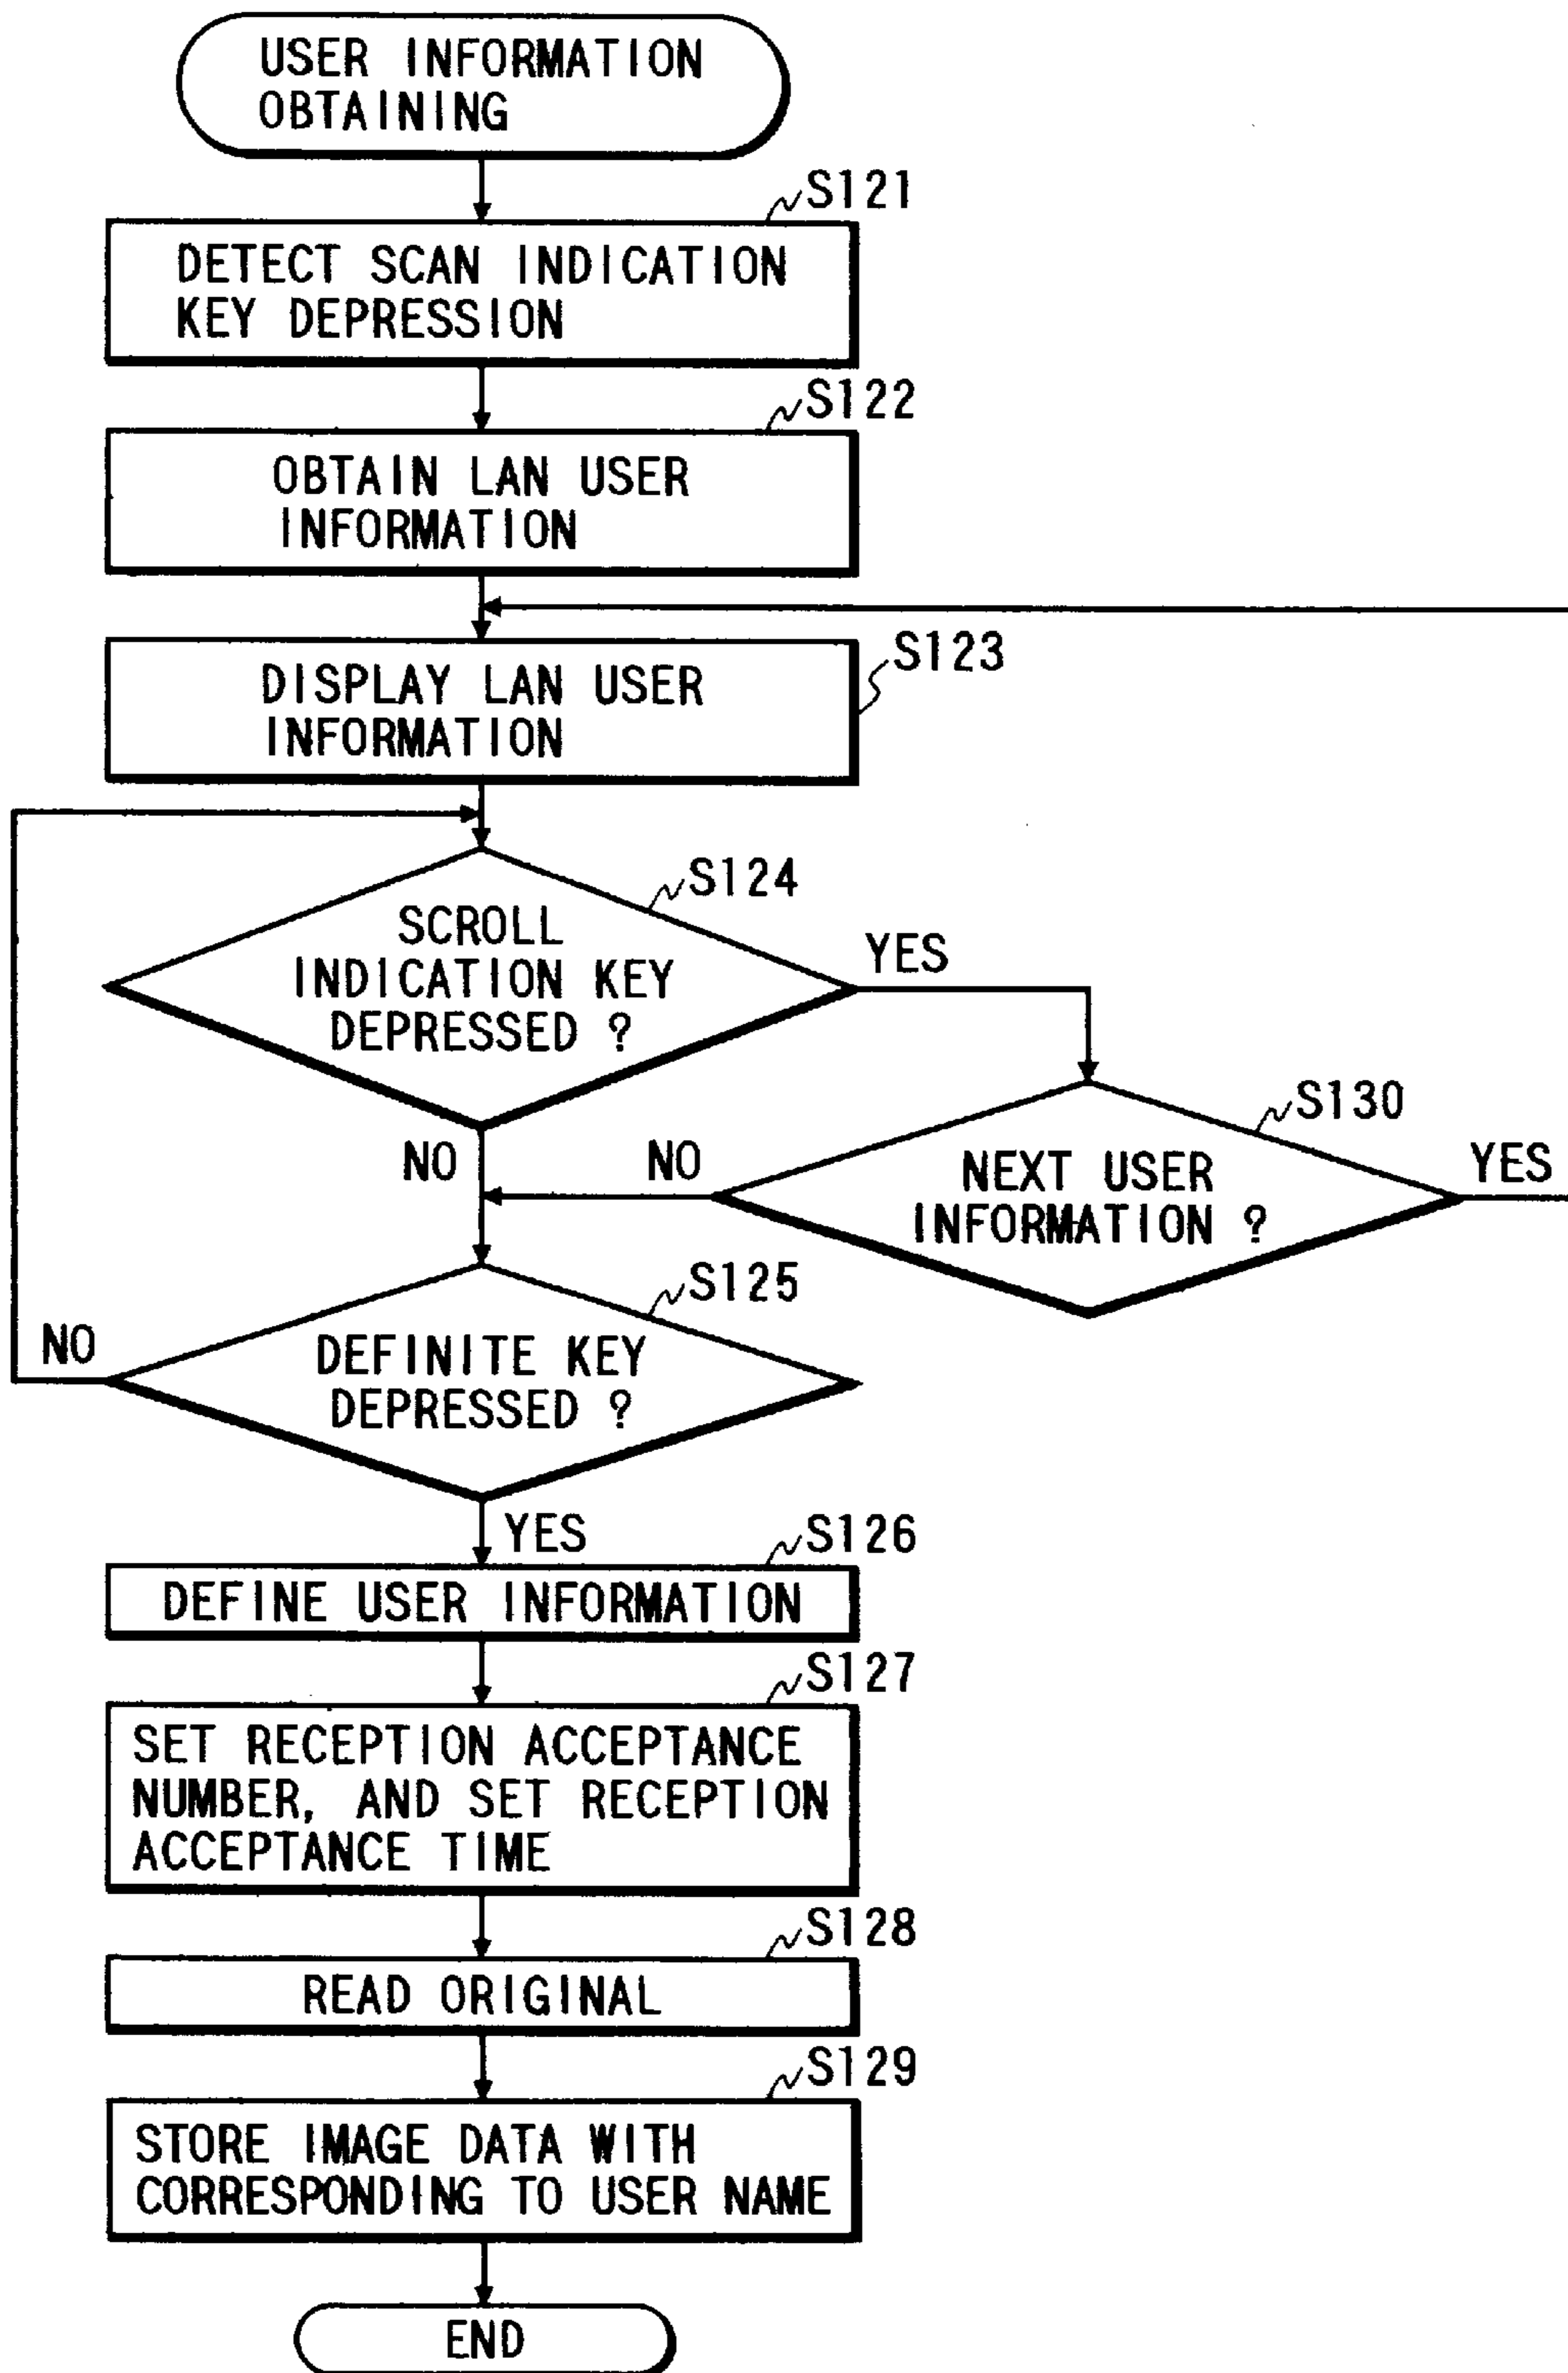 USER INFORMATION
OBTAINING
S121
DETECT SCAN INDICATION
KEY DEPRESSION
S122
OBTAIN LAN USER
INFORMATION
S123
DISPLAY LAN USER
INFORMATION
S124
SCROLL
INDICATION KEY
DEPRESSED ?
YES
NO
S130
NEXT USER
INFORMATION ?
NO
YES
S125
DEFINITE KEY
DEPRESSED ?
NO
YES
S126
DEFINE USER INFORMATION
S127
SET RECEPTION ACCEPTANCE
NUMBER, AND SET RECEPTION
ACCEPTANCE TIME
S128
READ ORIGINAL
S129
STORE IMAGE DATA WITH
CORRESPONDING TO USER NAME
END